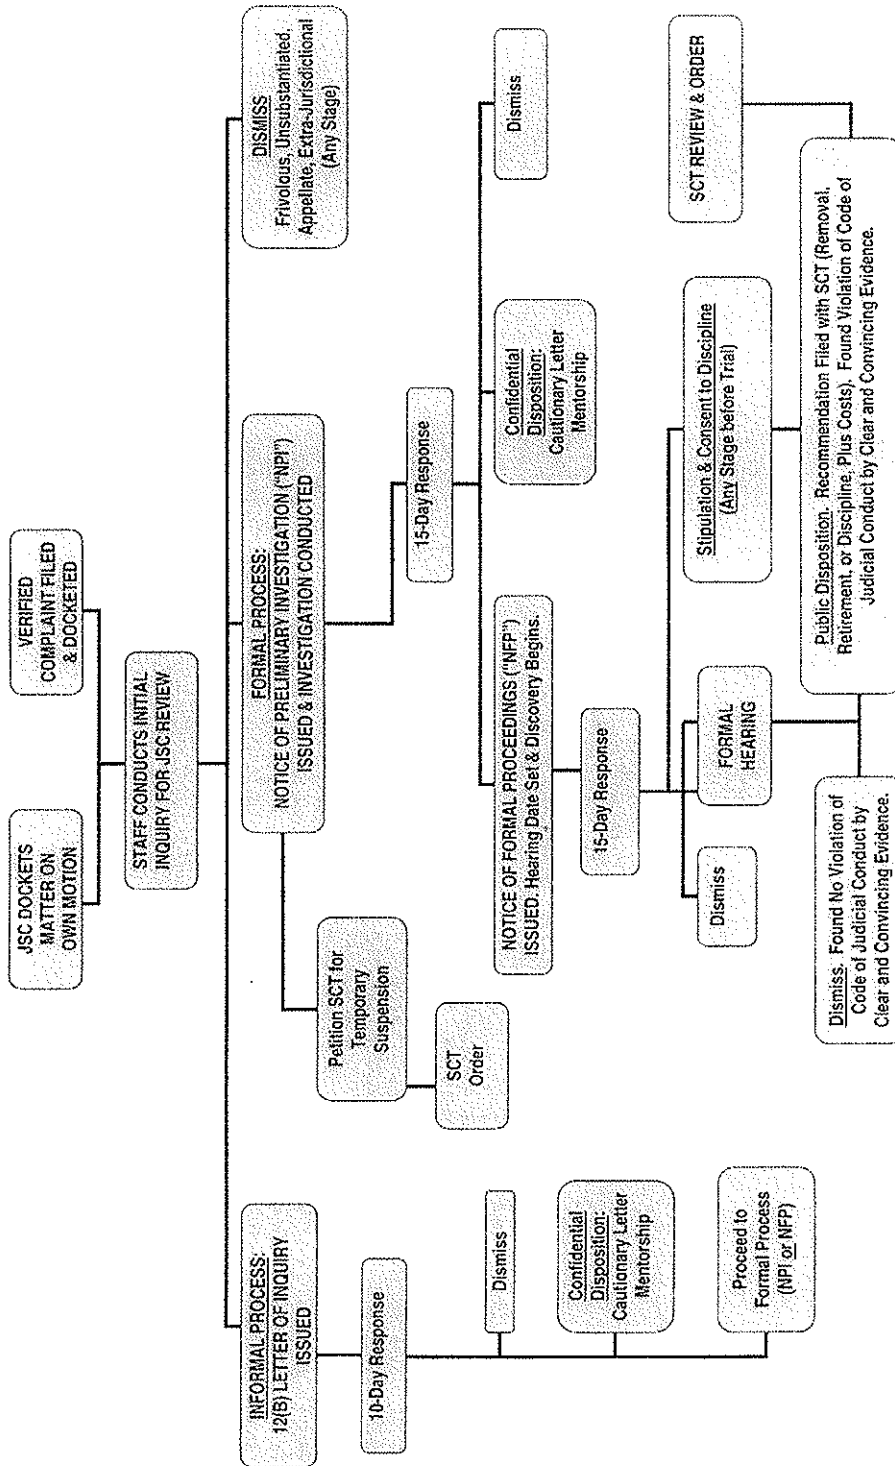 JSC DOCKETS
MATTER ON
OWN MOTION
VERIFIED
COMPLAINT FILED
& DOCKETED
STAFF CONDUCTS INITIAL
INQUIRY FOR JSC REVIEW
INFORMAL PROCESS:
12(B) LETTER OF INQUIRY
ISSUED
FORMAL PROCESS:
NOTICE OF PRELIMINARY INVESTIGATION ("NPI")
ISSUED & INVESTIGATION CONDUCTED
DISMISS
Frivolous, Unsubstantiated,
Appellate, Extra-Jurisdictional
(Any Stage)
10-Day Response
Dismiss
Confidential
Disposition:
Cautionary Letter
Mentorship
Proceed to
Formal Process
(NPI or NFP)
Petition SCT for
Temporary
Suspension
SCT
Order
15-Day Response
NOTICE OF FORMAL PROCEEDINGS ("NFP")
ISSUED. Hearing Date Set & Discovery Begins.
Confidential
Disposition:
Cautionary Letter
Mentorship
Dismiss
15-Day Response
Dismiss
FORMAL
HEARING
Stipulation & Consent to Discipline
(Any Stage before Trial)
SCT REVIEW & ORDER
Dismiss. Found No Violation of
Code of Judicial Conduct by
Clear and Convincing Evidence.
Public Disposition. Recommendation Filed with SCT (Removal,
Retirement, or Discipline, Plus Costs). Found Violation of Code of
Judicial Conduct by Clear and Convincing Evidence.